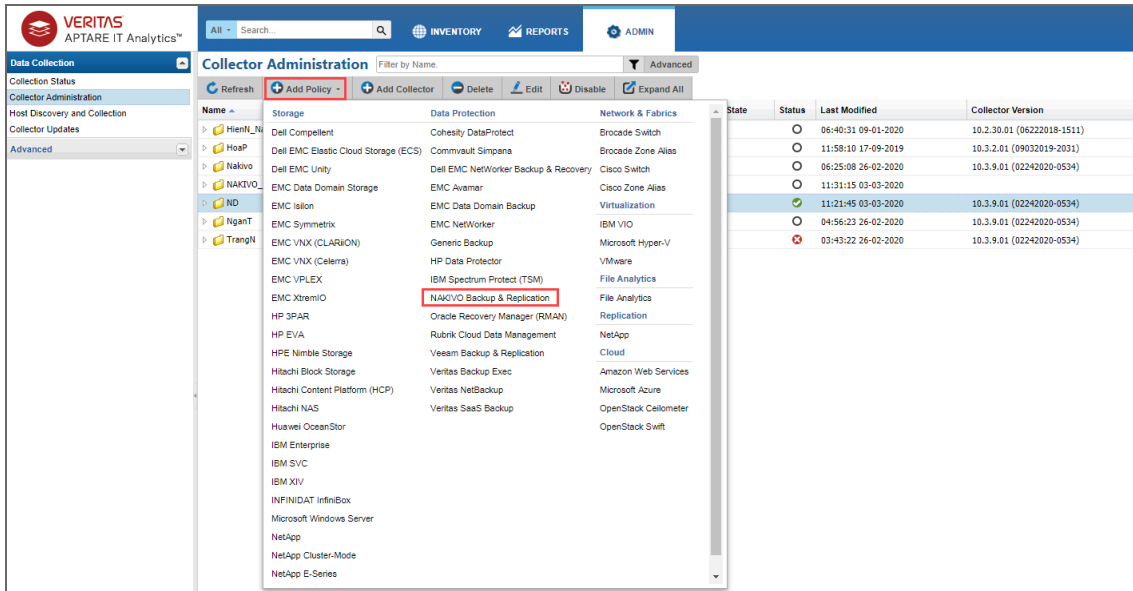 VERITAS
APTARE IT Analytics™
All Search...
INVENTORY
REPORTS
ADMIN
Data Collection
Collection Status
Collector Administration
Host Discovery and Collection
Collector Updates
Advanced
Collector Administration Filter by Name. Advanced
Refresh Add Policy Add Collector Delete Edit Disable Expand All
Name State Status Last Modified Collector Version
HoaP 11:58:10 17-09-2019 10.3.2.01 (09032019-2031)
06:40:31 09-01-2020 10.2.30.01 (06222018-1511)
Nakivo 06:25:08 26-02-2020 10.3.9.01 (02242020-0534)
NAKIVO_ 11:31:15 03-03-2020
ND 11:21:45 03-03-2020 10.3.9.01 (02242020-0534)
NganT 04:56:23 26-02-2020 10.3.9.01 (02242020-0534)
TrangN 03:43:22 26-02-2020 10.3.9.01 (02242020-0534)
Storage
Dell Compellent
Dell EMC Elastic Cloud Storage (ECS)
Dell EMC Unity
EMC Data Domain Storage
EMC Isilon
EMC Symmetrix
EMC VNX (CLARiiON)
EMC VNX (Celerra)
EMC VPLEX
EMC XtremIO
HP 3PAR
HP EVA
HPE Nimble Storage
Hitachi Block Storage
Hitachi Content Platform (HCP)
Hitachi NAS
Huawei OceanStor
IBM Enterprise
IBM SVC
IBM XIV
INFINIDAT InfiniBox
Microsoft Windows Server
NetApp
NetApp Cluster-Mode
NetApp E-Series
Data Protection
Cohesity DataProtect
Commvault Simpana
Dell EMC NetWorker Backup & Recovery
EMC Avamar
EMC Data Domain Backup
EMC NetWorker
Generic Backup
HP Data Protector
IBM Spectrum Protect (TSM)
NAKIVO Backup & Replication
Oracle Recovery Manager (RMAN)
Rubrik Cloud Data Management
Veeam Backup & Replication
Veritas Backup Exec
Veritas NetBackup
Veritas SaaS Backup
Network & Fabrics
Brocade Switch
Brocade Zone Alias
Cisco Switch
Cisco Zone Alias
Virtualization
IBM VIO
Microsoft Hyper-V
VMware
File Analytics
File Analytics
Replication
NetApp
Cloud
Amazon Web Services
Microsoft Azure
OpenStack Ceilometer
OpenStack Swift